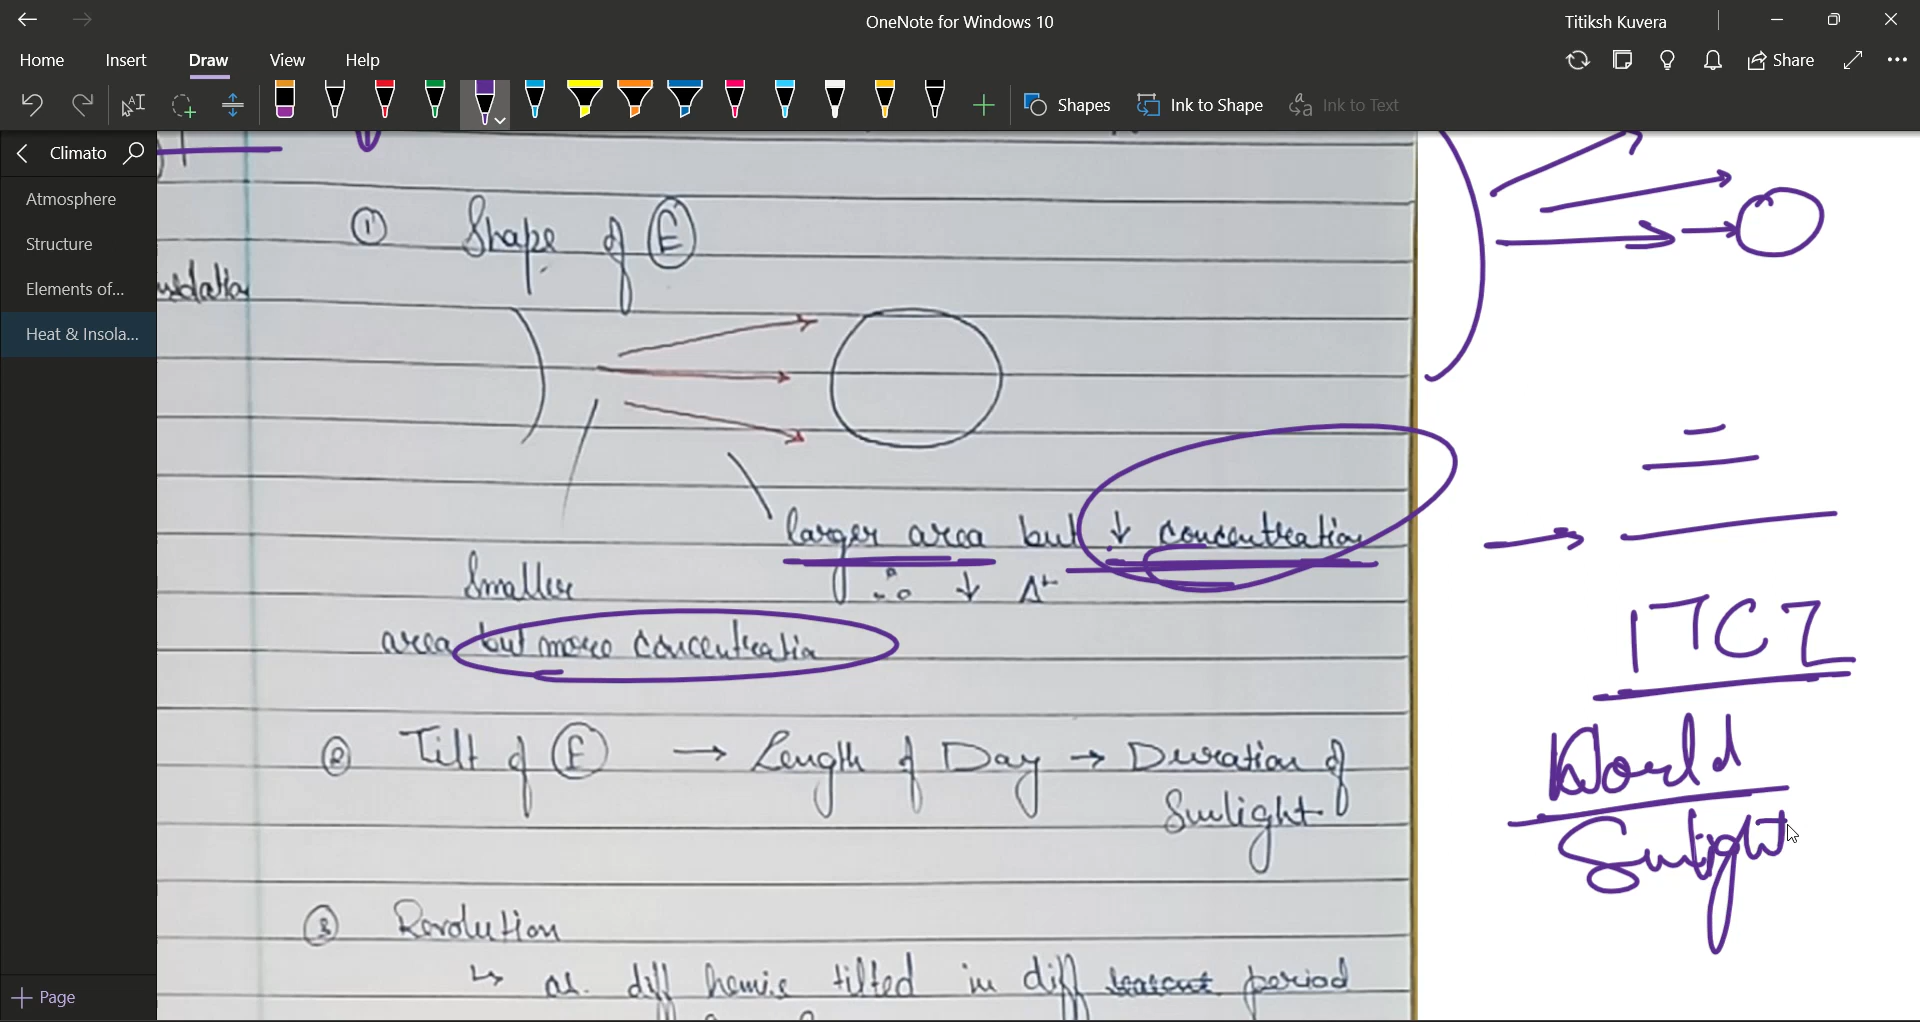 OneNote for Windows 10
Titiksh Kuvera
Home Insert Draw View Help
Share
Shapes Ink to Shape Ink to Text
Climato
Atmosphere
Structure
Elements of...
Heat & Insola...
Page
① Shape of Ⓔ
larger area but ↓ concentration
∴ ↓
Smaller
area but more concentratio
② Tilt of Ⓔ → Length of Day → Duration of
Sunlight
③ Revolution
↳ as diff hemis tilted in diff period
ITCZ
World
Sunlight